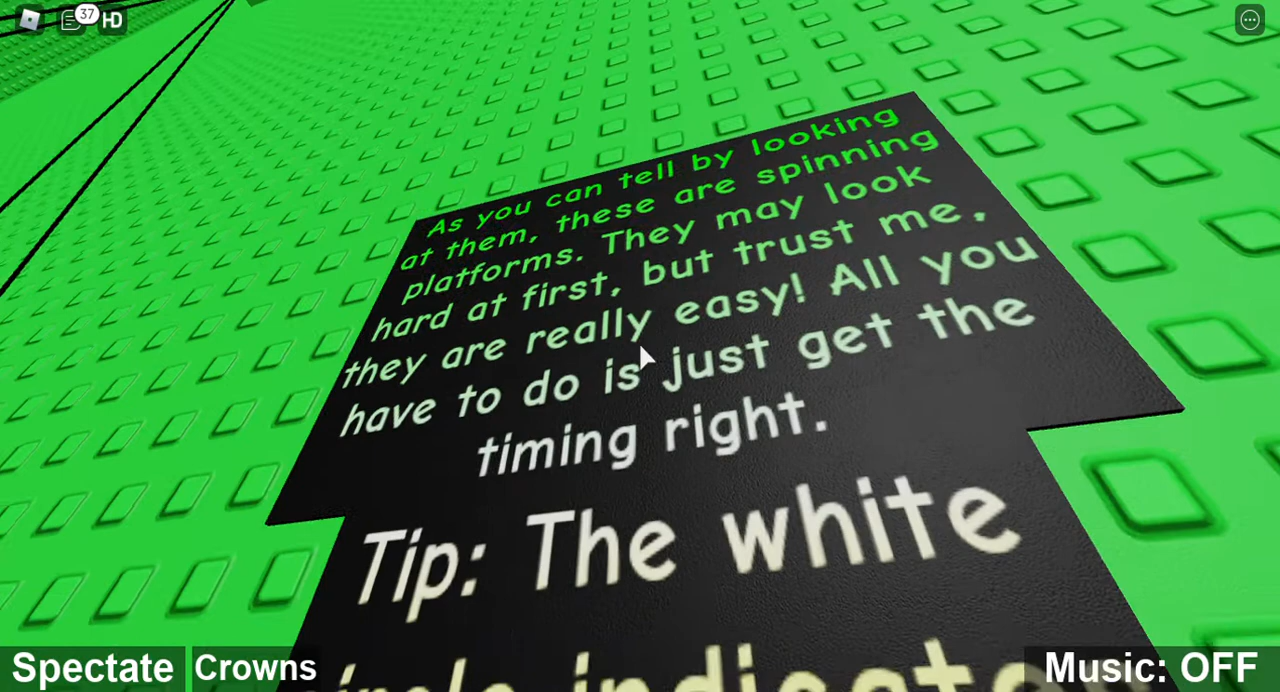 37
HD
As you can tell by looking
at them, these are spinning
platforms. They may look
hard at first, but trust me,
they are really easy! All you
have to do is just get the
timing right.
Tip: The white
Spectate
Crowns
Music: OFF